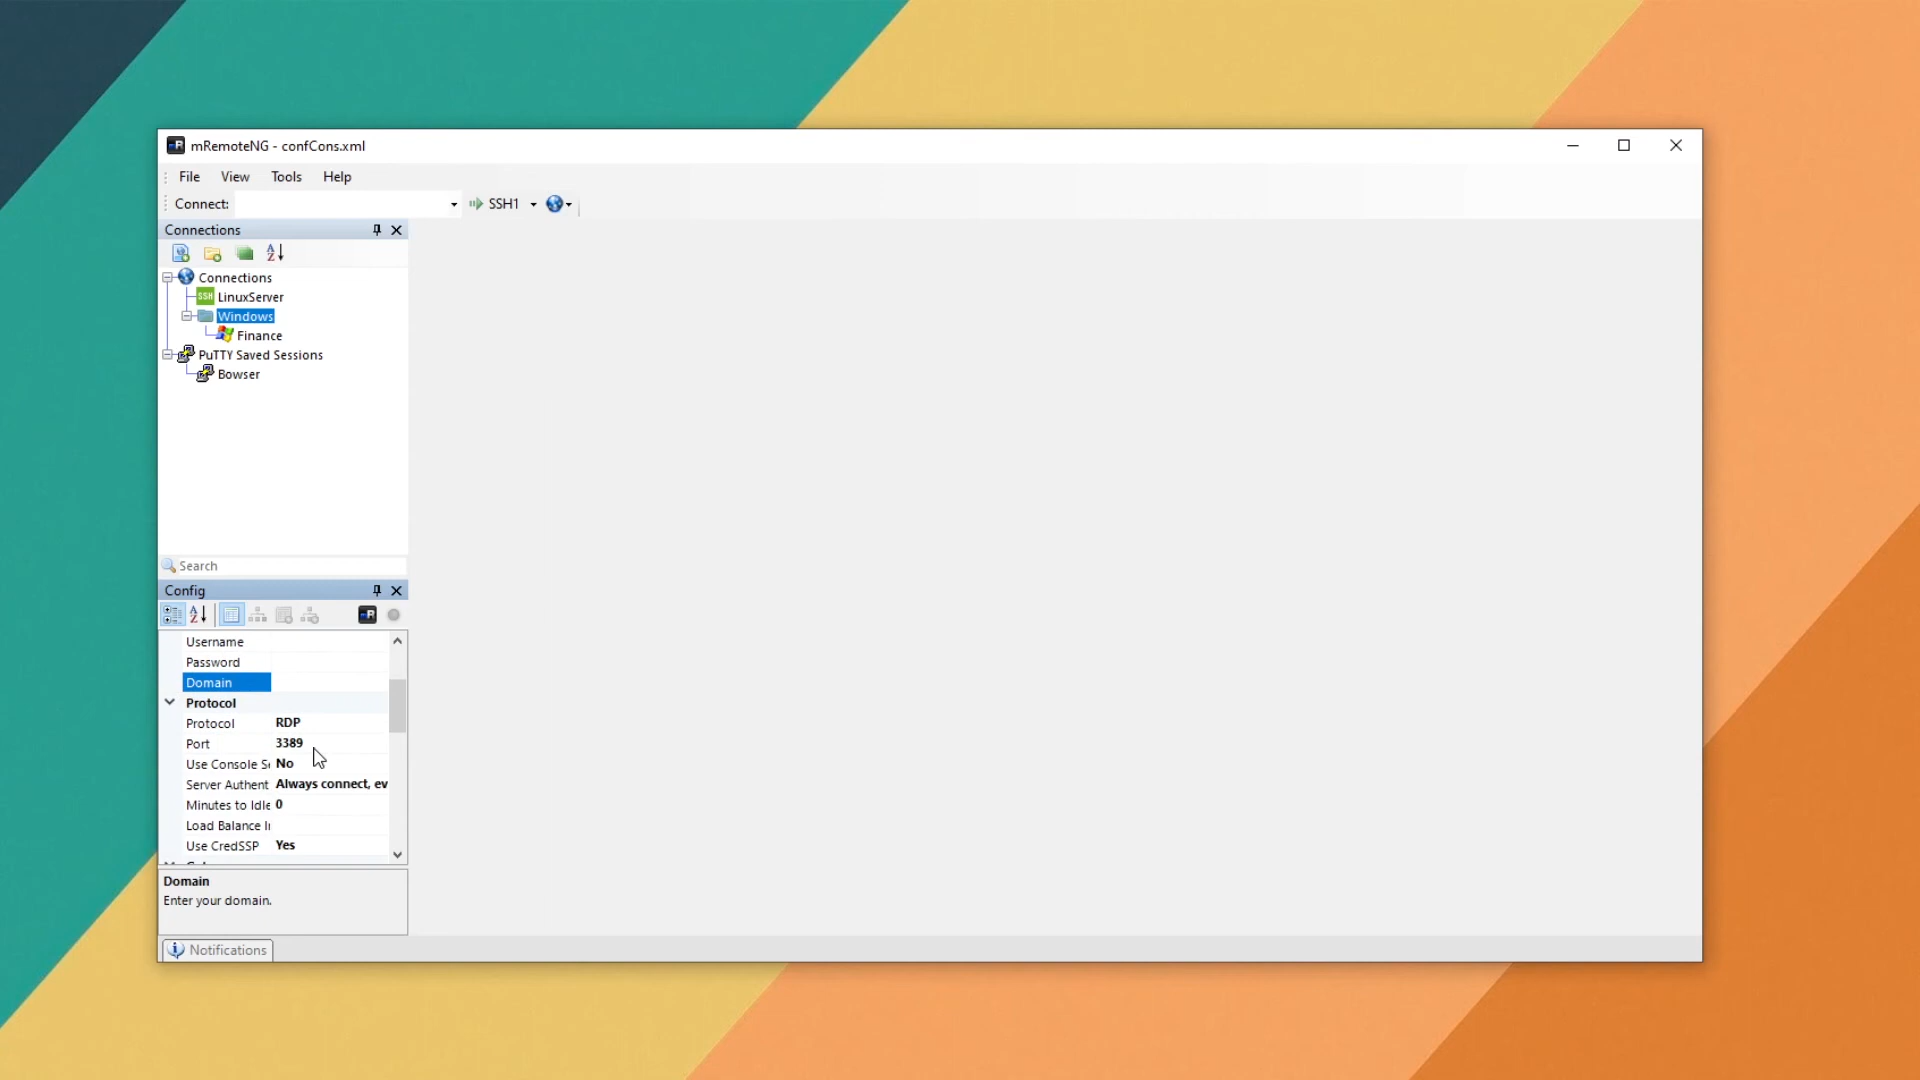 mRemoteNG - confCons.xml
File View Tools Help
Connect: SSH1
Connections
Connections
SSH LinuxServer
Windows
Finance
PuTTY Saved Sessions
Bowser
Search
Config
Username
Password
Domain
Protocol
Protocol RDP
Port 3389
Use Console Se No
Server Authent Always connect, ev
Minutes to Idle 0
Load Balance I
Use CredSSP Yes
Domain
Enter your domain.
Notifications